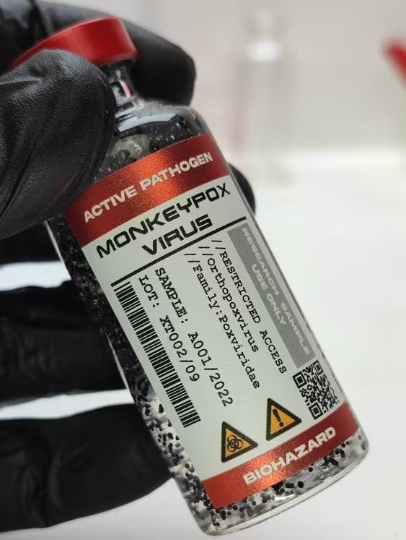 ACTIVE PATHOGEN
MONKEYPOX
VIRUS
RESEARCH SAMPLE
USE ONLY
//RESTRICTED ACCESS
//Orthopoxvirus
//Family:Poxviridae
SAMPLE: A001/2022
LOT: XT002/09
BIOHAZARD